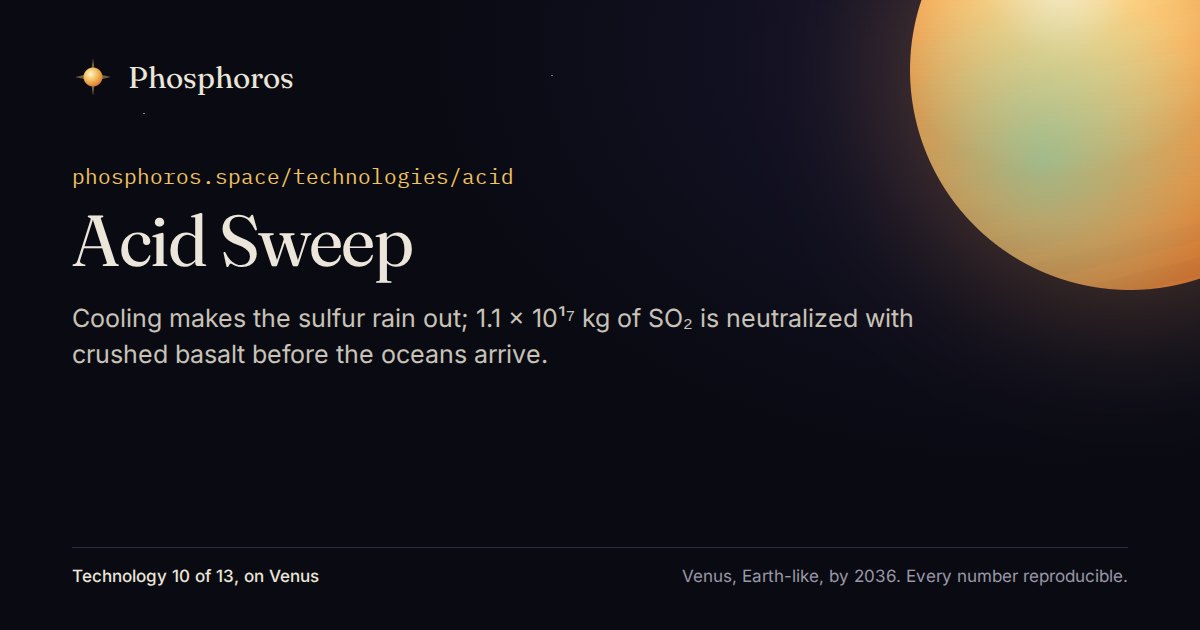 Phosphoros
phosphoros.space/technologies/acid
Acid Sweep
Cooling makes the sulfur rain out; 1.1 × 10¹⁷ kg of SO₂ is neutralized with
crushed basalt before the oceans arrive.
Technology 10 of 13, on Venus
Venus, Earth-like, by 2036. Every number reproducible.